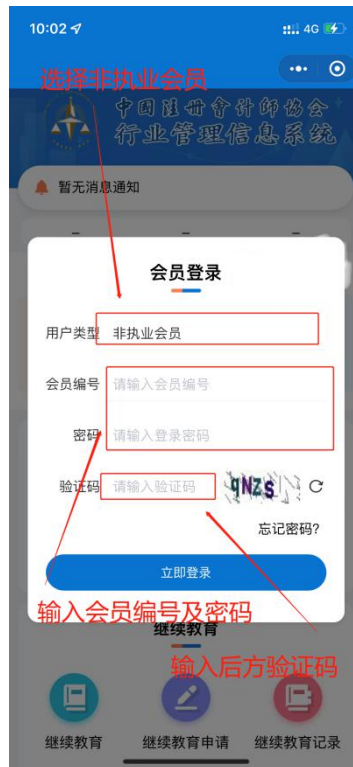 10:02
4G
选择非执业会员
中国注册会计师协会
行业管理信息系统
暂无消息通知
会员登录
用户类型 非执业会员
会员编号 请输入会员编号
密码 请输入登录密码
验证码 请输入验证码 qNZs
忘记密码?
立即登录
输入会员编号及密码
继续教育
输入后方验证码
继续教育 继续教育申请 继续教育记录